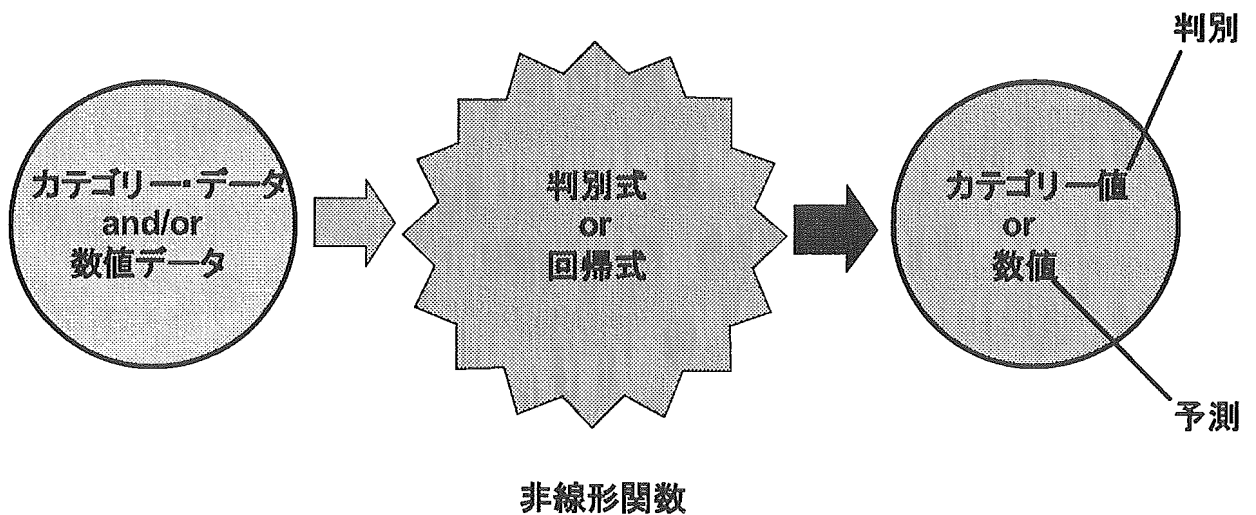 判別
カテゴリー・データ
and/or
数値データ
判別式
or
回帰式
カテゴリー値
or
数値
予測
非線形関数